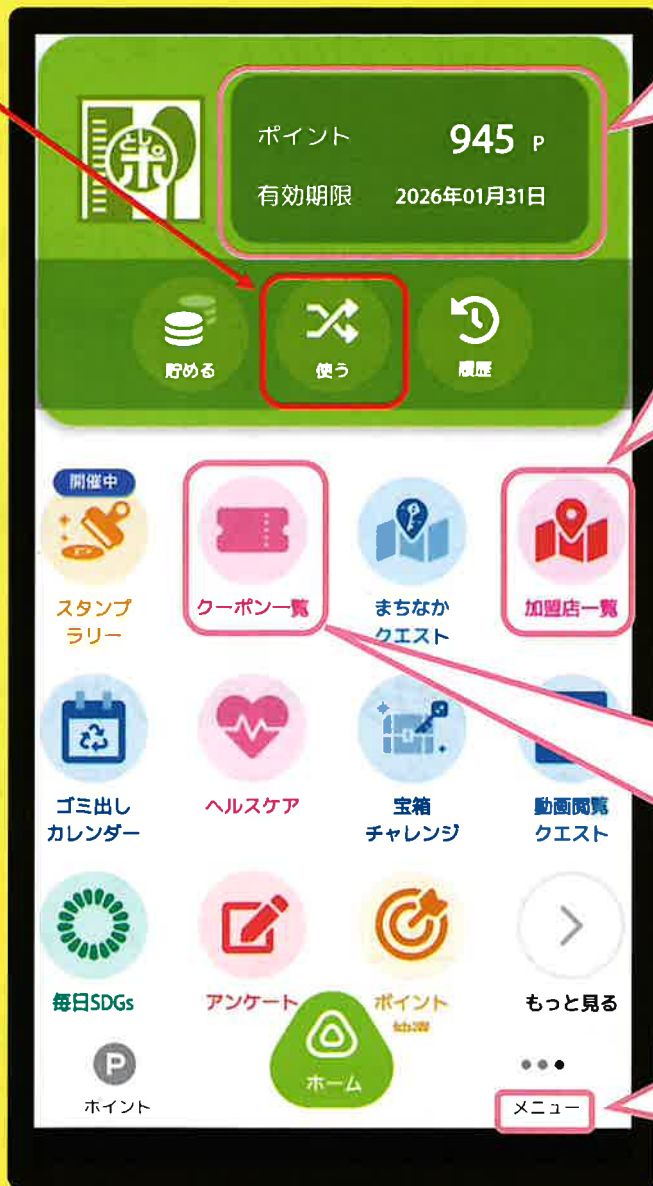 としポ
ポイント 945 P
有効期限 2026年01月31日
貯める 使う 履歴
開催中
スタンプ
ラリー
クーポン一覧
まちなか
クエスト
加盟店一覧
ゴミ出し
カレンダー
ヘルスケア
宝箱
チャレンジ
動画閲覧
クエスト
毎日SDGs
アンケート
ポイント
もっと見る
P
ポイント
ホーム
メニュー